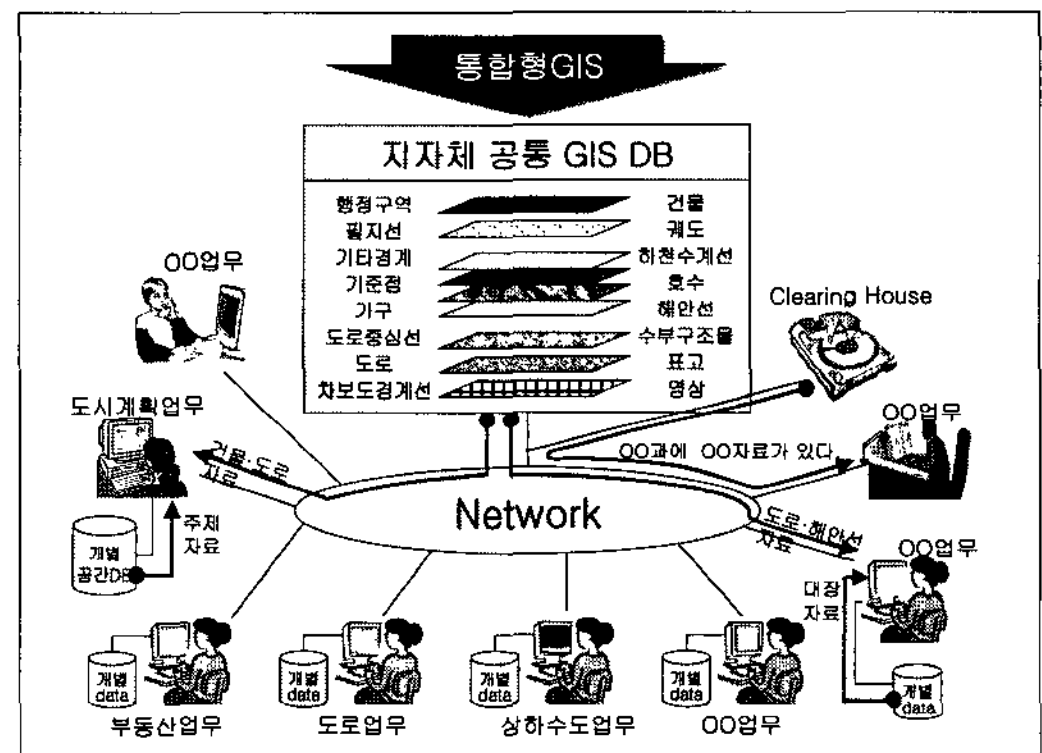 통합형GIS
지자체 공통 GIS DB
행정구역
건물
필지선
궤도
기타경계
하천수계선
기준점
호수
가구
해안선
도로중심선
수부구조물
도로
표고
차보도경계선
영상
OO업무
Clearing House
도시계획업무
OO업무
OO과에 OO자료가 있다
건물·도로
자료
Network
도로·해안선
자료
주제
자료
개별
공간DB
OO업무
대장
자료
개별
data
개별
data
개별
data
개별
data
개별
data
부동산업무
도로업무
상하수도업무
OO업무